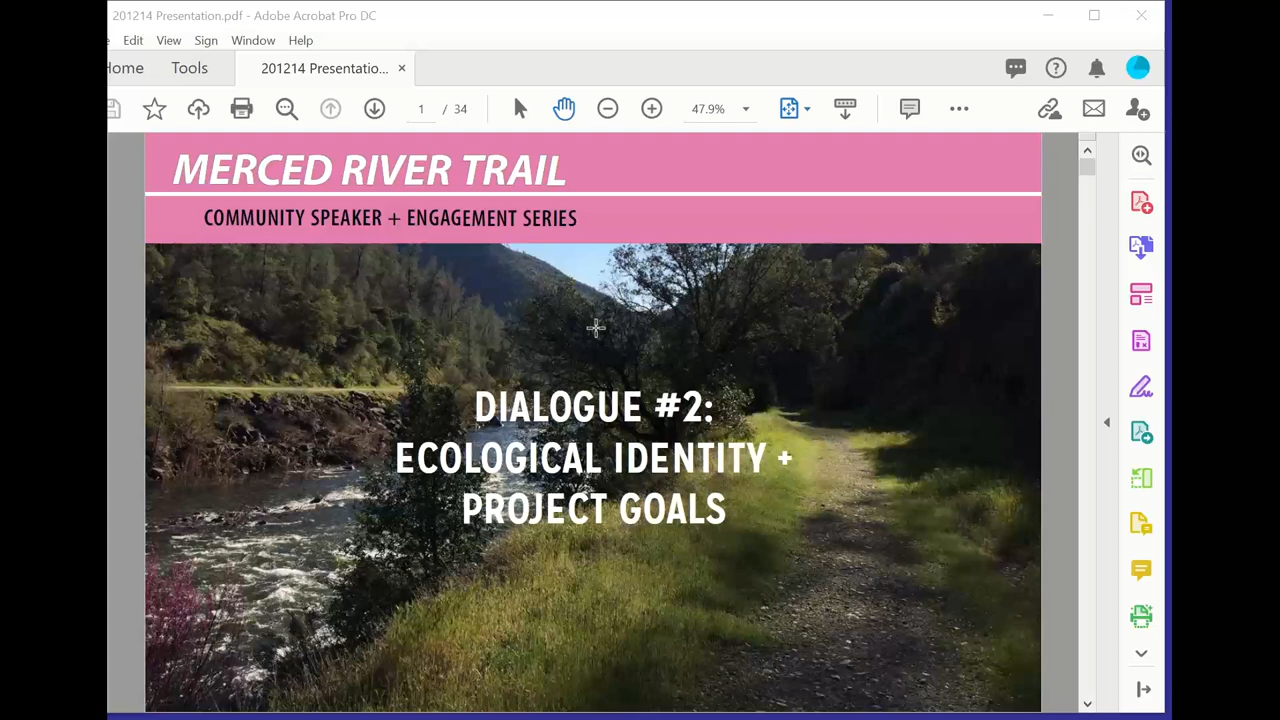 201214 Presentation.pdf - Adobe Acrobat Pro DC
Edit View Sign Window Help
Home Tools 201214 Presentatio... ×
1 / 34 47.9%
MERCED RIVER TRAIL
COMMUNITY SPEAKER + ENGAGEMENT SERIES
DIALOGUE #2:
ECOLOGICAL IDENTITY +
PROJECT GOALS